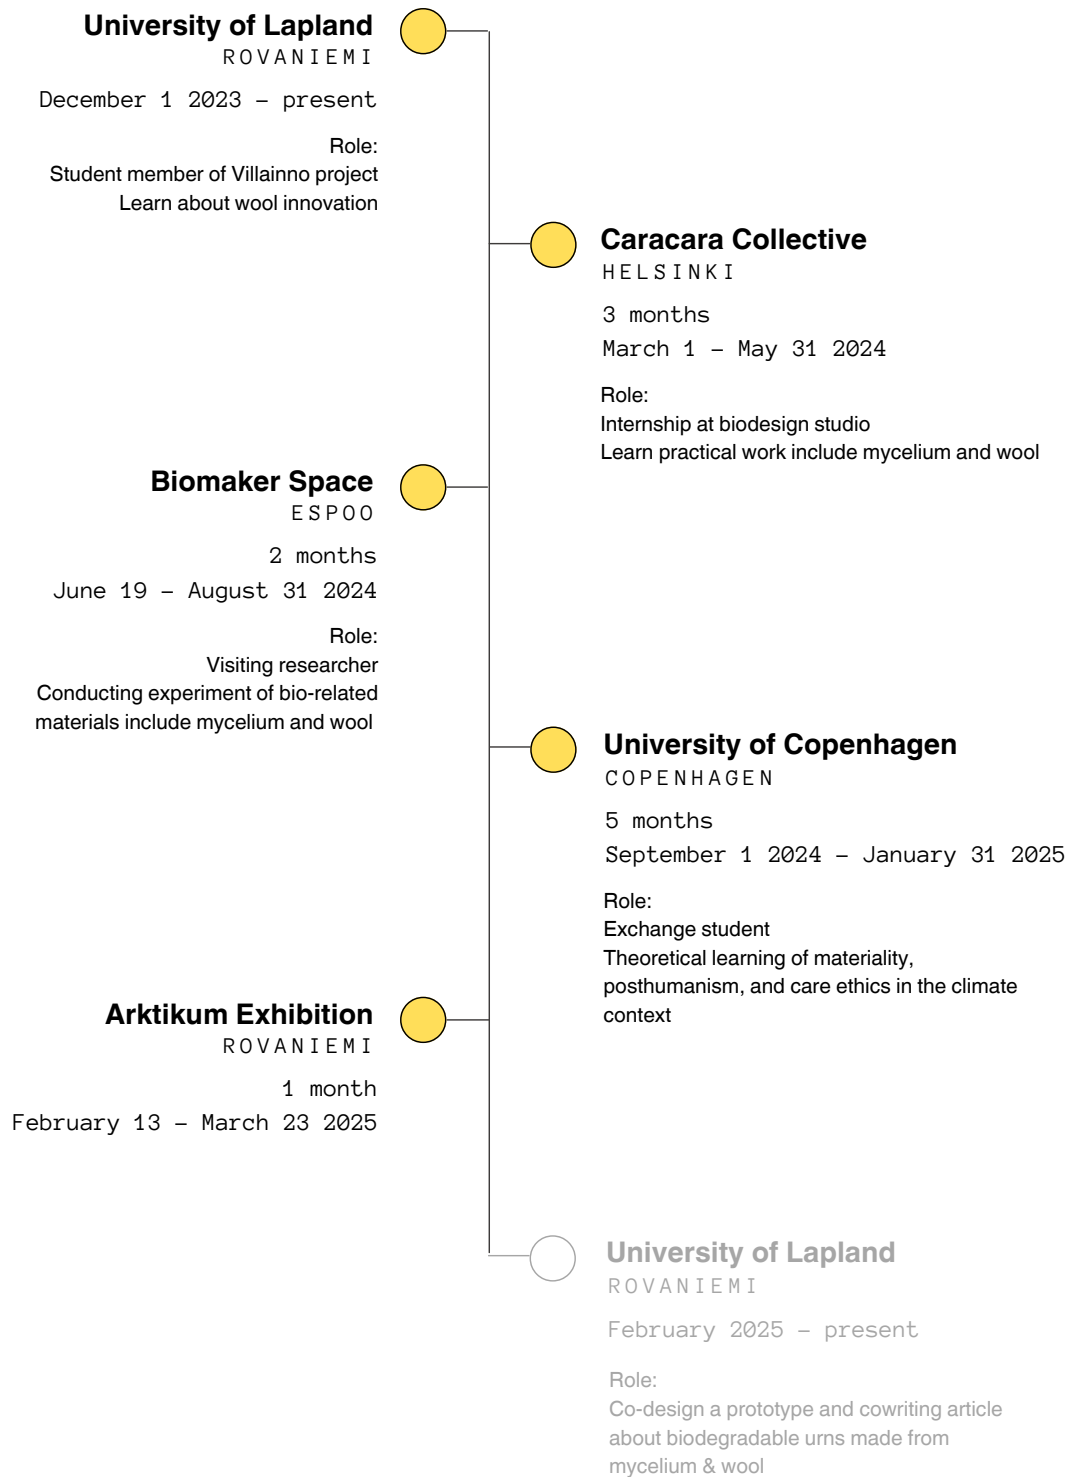 University of Lapland
ROVANIEMI
December 1 2023 – present
Role:
Student member of Villainno project
Learn about wool innovation
Caracara Collective
HELSINKI
3 months
March 1 – May 31 2024
Role:
Internship at biodesign studio
Learn practical work include mycelium and wool
Biomaker Space
ESPOO
2 months
June 19 – August 31 2024
Role:
Visiting researcher
Conducting experiment of bio-related
materials include mycelium and wool
University of Copenhagen
COPENHAGEN
5 months
September 1 2024 – January 31 2025
Role:
Exchange student
Theoretical learning of materiality,
posthumanism, and care ethics in the climate
context
Arktikum Exhibition
ROVANIEMI
1 month
February 13 – March 23 2025
University of Lapland
ROVANIEMI
February 2025 – present
Role:
Co-design a prototype and cowriting article
about biodegradable urns made from
mycelium & wool